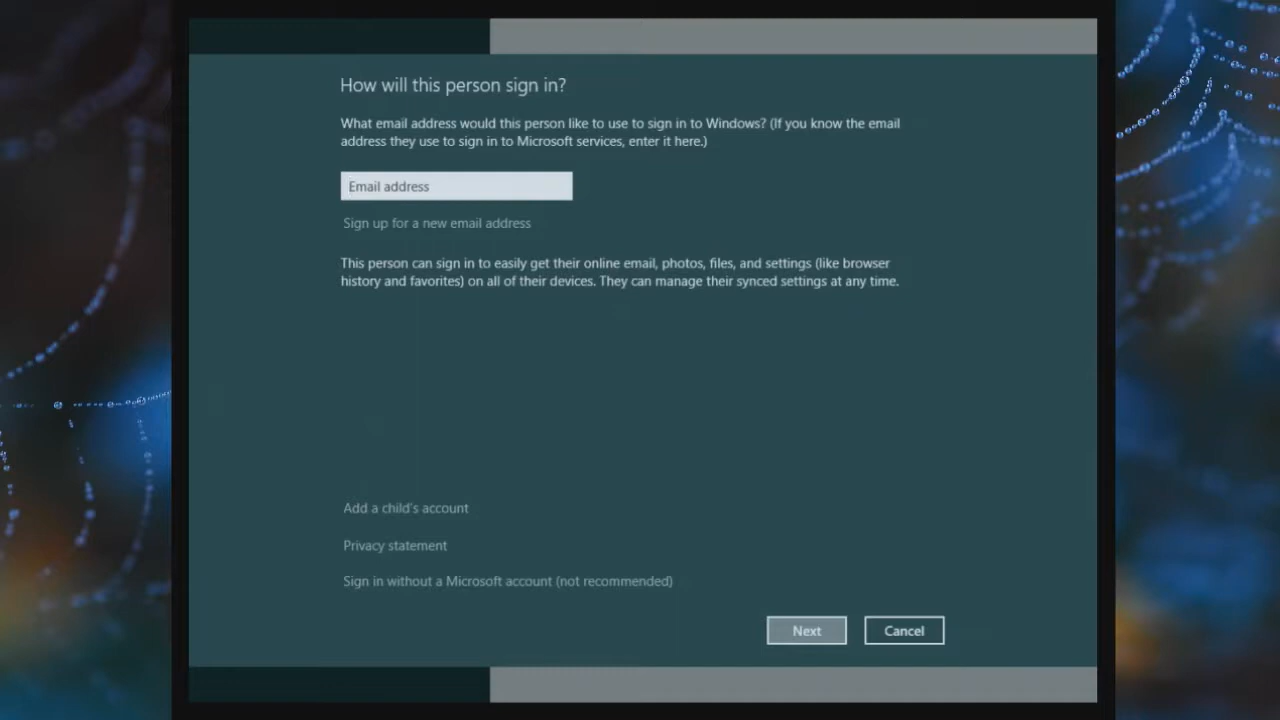 How will this person sign in?
What email address would this person like to use to sign in to Windows? (If you know the email
address they use to sign in to Microsoft services, enter it here.)
Email address
Sign up for a new email address
This person can sign in to easily get their online email, photos, files, and settings (like browser
history and favorites) on all of their devices. They can manage their synced settings at any time.
Add a child's account
Privacy statement
Sign in without a Microsoft account (not recommended)
Next
Cancel